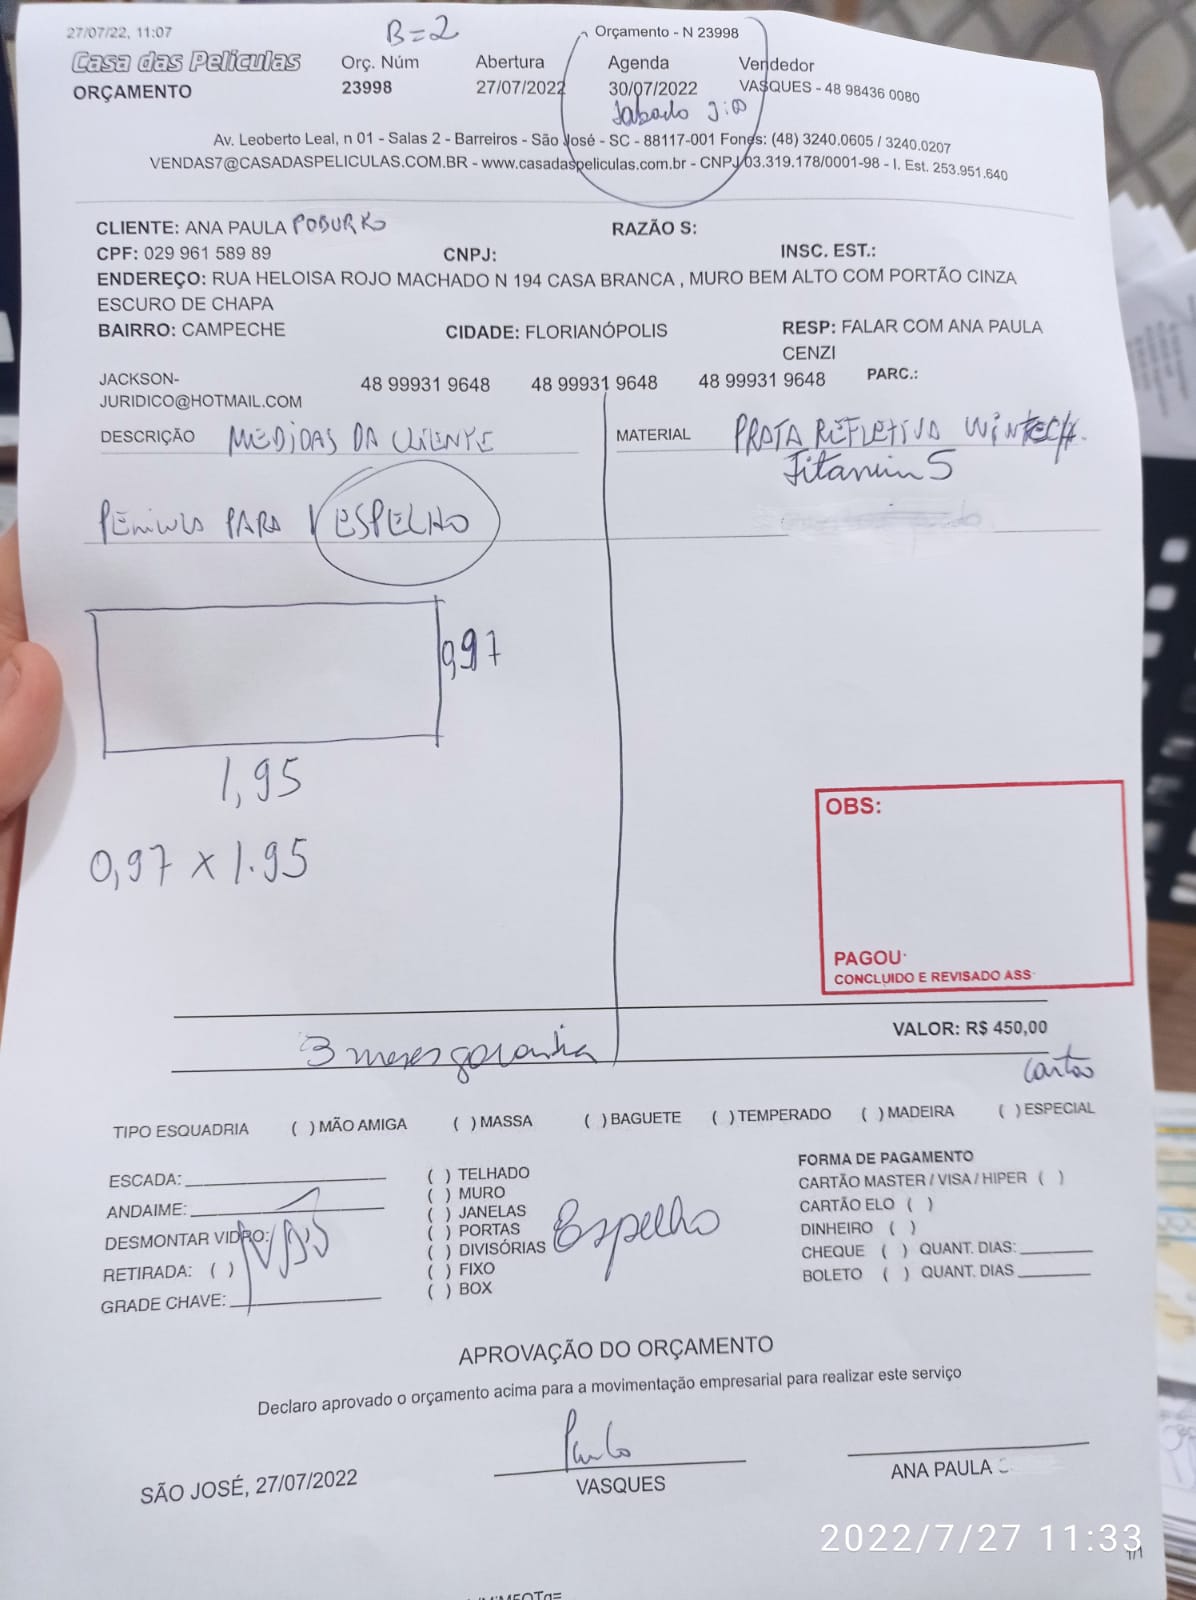 27/07/22, 11:07
B=2
Orçamento - N 23998
Casa das Películas
Orç. Núm Abertura Agenda Vendedor
ORÇAMENTO 23998 27/07/2022 30/07/2022 VASQUES - 48 98436 0080
Sabado
Av. Leoberto Leal, n 01 - Salas 2 - Barreiros - São José - SC - 88117-001 Fones: (48) 3240.0605 / 3240.0207
VENDAS7@CASADASPELICULAS.COM.BR - www.casadaspeliculas.com.br - CNPJ 03.319.178/0001-98 - I. Est. 253.951.640
CLIENTE: ANA PAULA POBURKO RAZÃO S:
CPF: 029 961 589 89 CNPJ: INSC. EST.:
ENDEREÇO: RUA HELOISA ROJO MACHADO N 194 CASA BRANCA , MURO BEM ALTO COM PORTÃO CINZA
ESCURO DE CHAPA
BAIRRO: CAMPECHE CIDADE: FLORIANÓPOLIS RESP: FALAR COM ANA PAULA
CENZI
JACKSON-
JURIDICO@HOTMAIL.COM 48 99931 9648 48 99931 9648 48 99931 9648 PARC.:
DESCRIÇÃO MEDIDAS DA CLIENTE MATERIAL PRATA REFLETIVA WINTECH.
Titanium 5
PARA ESPELHO
0,97
1,95
0,97 x 1.95
OBS:
PAGOU
CONCLUIDO E REVISADO ASS
VALOR: R$ 450,00
3 meses garantia
Cartão
TIPO ESQUADRIA ( ) MÃO AMIGA ( ) MASSA ( ) BAGUETE ( ) TEMPERADO ( ) MADEIRA ( ) ESPECIAL
ESCADA:
ANDAIME:
DESMONTAR VIDRO:
RETIRADA: ( )
GRADE CHAVE:
( ) TELHADO
( ) MURO
( ) JANELAS
( ) PORTAS
( ) DIVISÓRIAS
( ) FIXO
( ) BOX
Espelho
FORMA DE PAGAMENTO
CARTÃO MASTER / VISA / HIPER ( )
CARTÃO ELO ( )
DINHEIRO ( )
CHEQUE ( ) QUANT. DIAS:
BOLETO ( ) QUANT. DIAS
APROVAÇÃO DO ORÇAMENTO
Declaro aprovado o orçamento acima para a movimentação empresarial para realizar este serviço
Paulo
SÃO JOSÉ, 27/07/2022 VASQUES ANA PAULA
2022/7/27 11:33
1/1